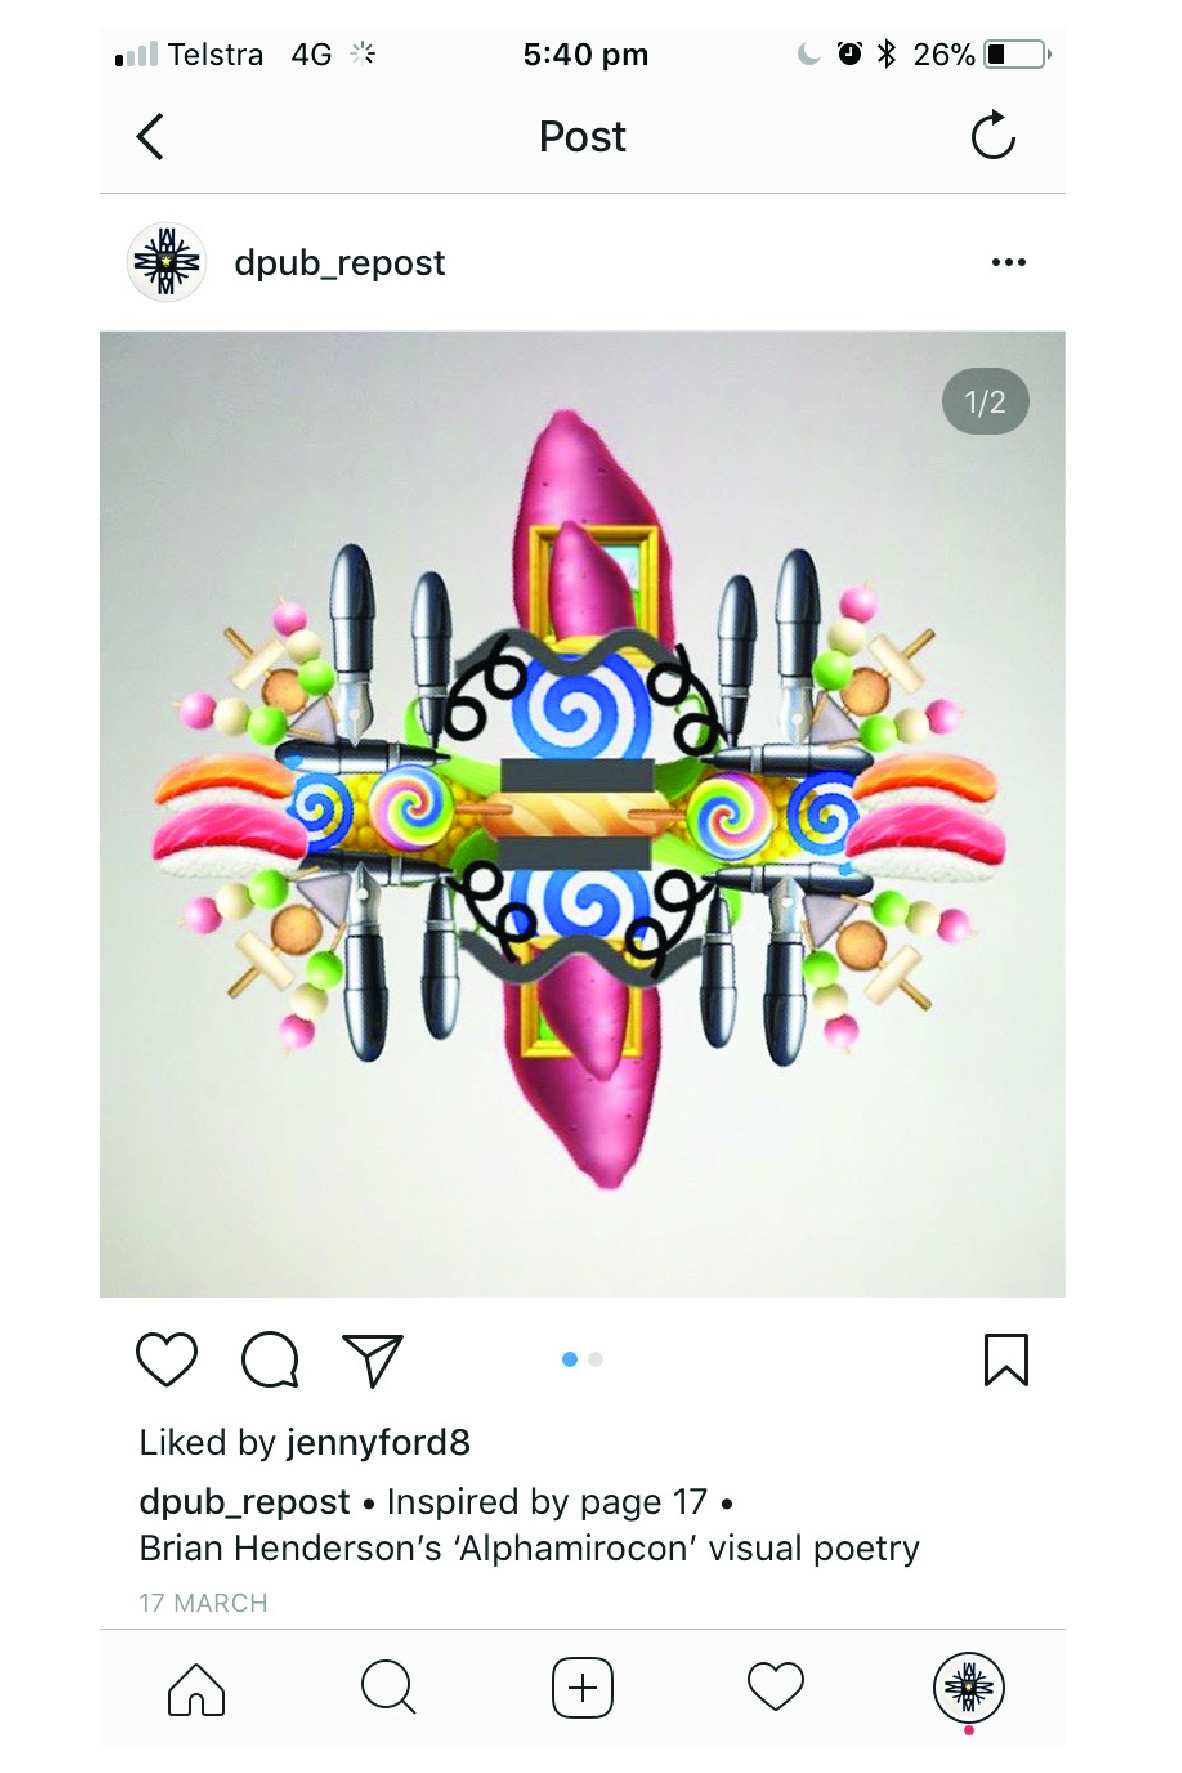 Telstra 4G 5:40 pm 26%
Post
dpub_repost
1/2
Liked by jennyford8
dpub_repost • Inspired by page 17 •
Brian Henderson’s ‘Alphamirocon’ visual poetry
17 MARCH